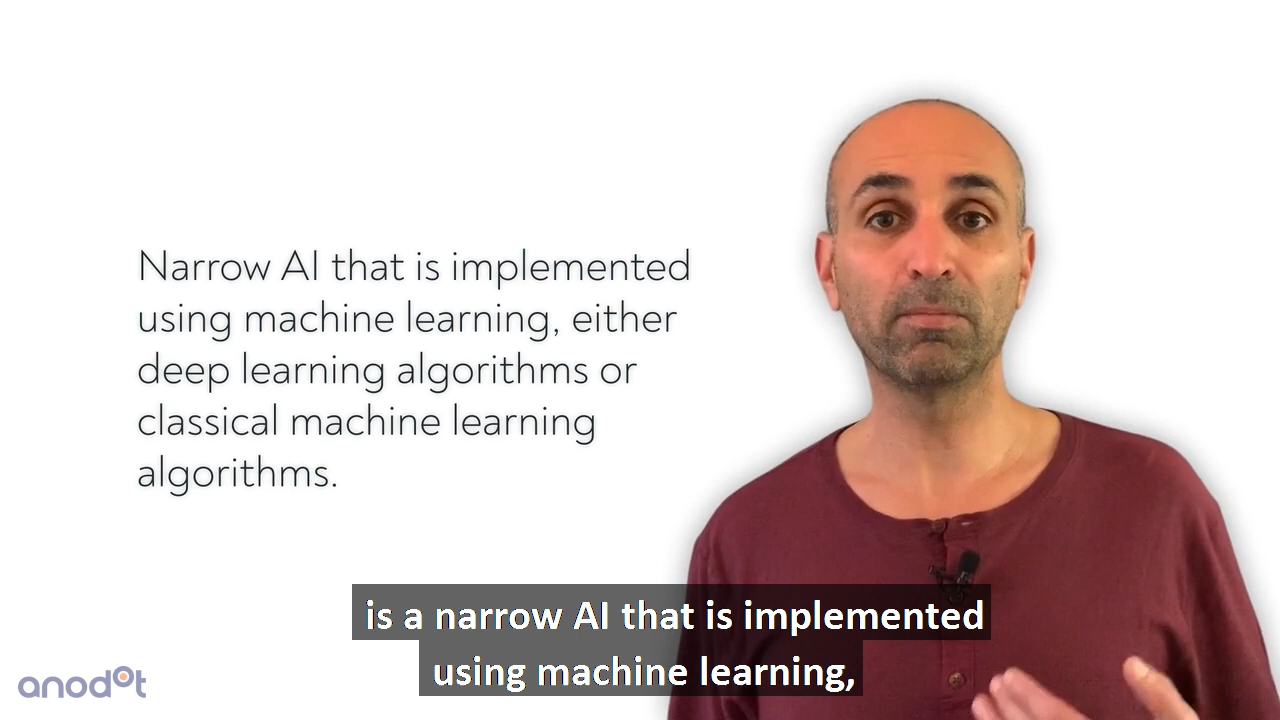 Narrow AI that is implemented
using machine learning, either
deep learning algorithms or
classical machine learning
algorithms.
is a narrow AI that is implemented
using machine learning,
anodot